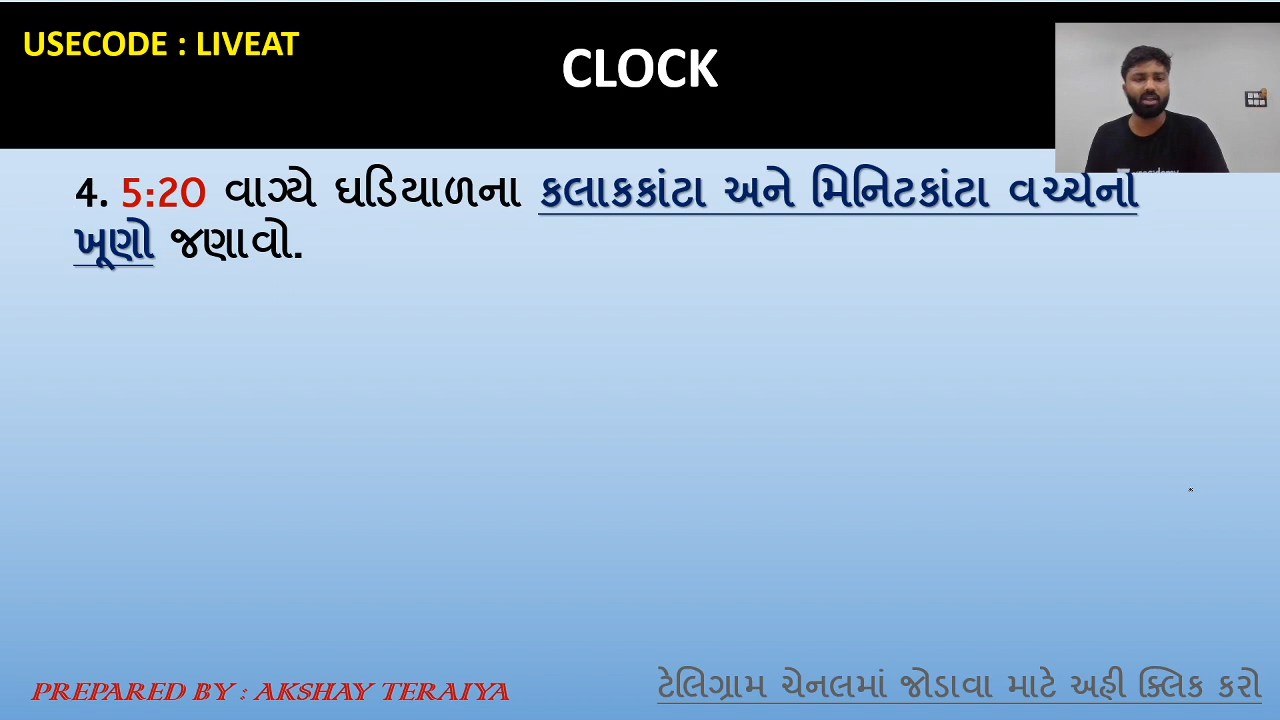 USECODE : LIVEAT
CLOCK
4. 5:20 વાગ્યે ઘડિયાળના કલાકકાંટા અને મિનિટકાંટા વચ્ચેનો
ખૂણો જણાવો.
PREPARED BY : AKSHAY TERAIYA
ટેલિગ્રામ ચેનલમાં જોડાવા માટે અહી ક્લિક કરો